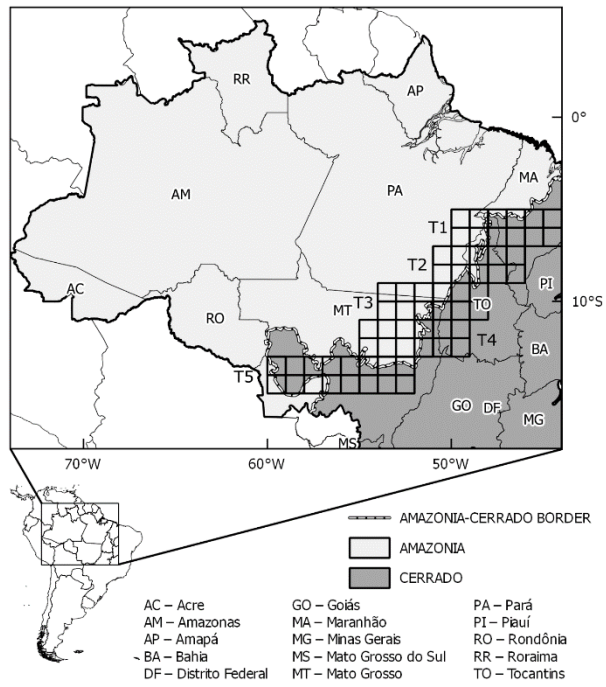 RR
AP
0°
AM
PA
MA
T1
T2
AC
T3
TO
PI
10°S
RO
MT
T4
BA
T5
GO
DF
MG
MS
70°W
60°W
50°W
AMAZONIA-CERRADO BORDER
AMAZONIA
CERRADO
AC – Acre
GO – Goiás
PA – Pará
AM – Amazonas
MA – Maranhão
PI – Piauí
AP – Amapá
MG – Minas Gerais
RO – Rondônia
BA – Bahia
MS – Mato Grosso do Sul
RR – Roraima
DF – Distrito Federal
MT – Mato Grosso
TO – Tocantins